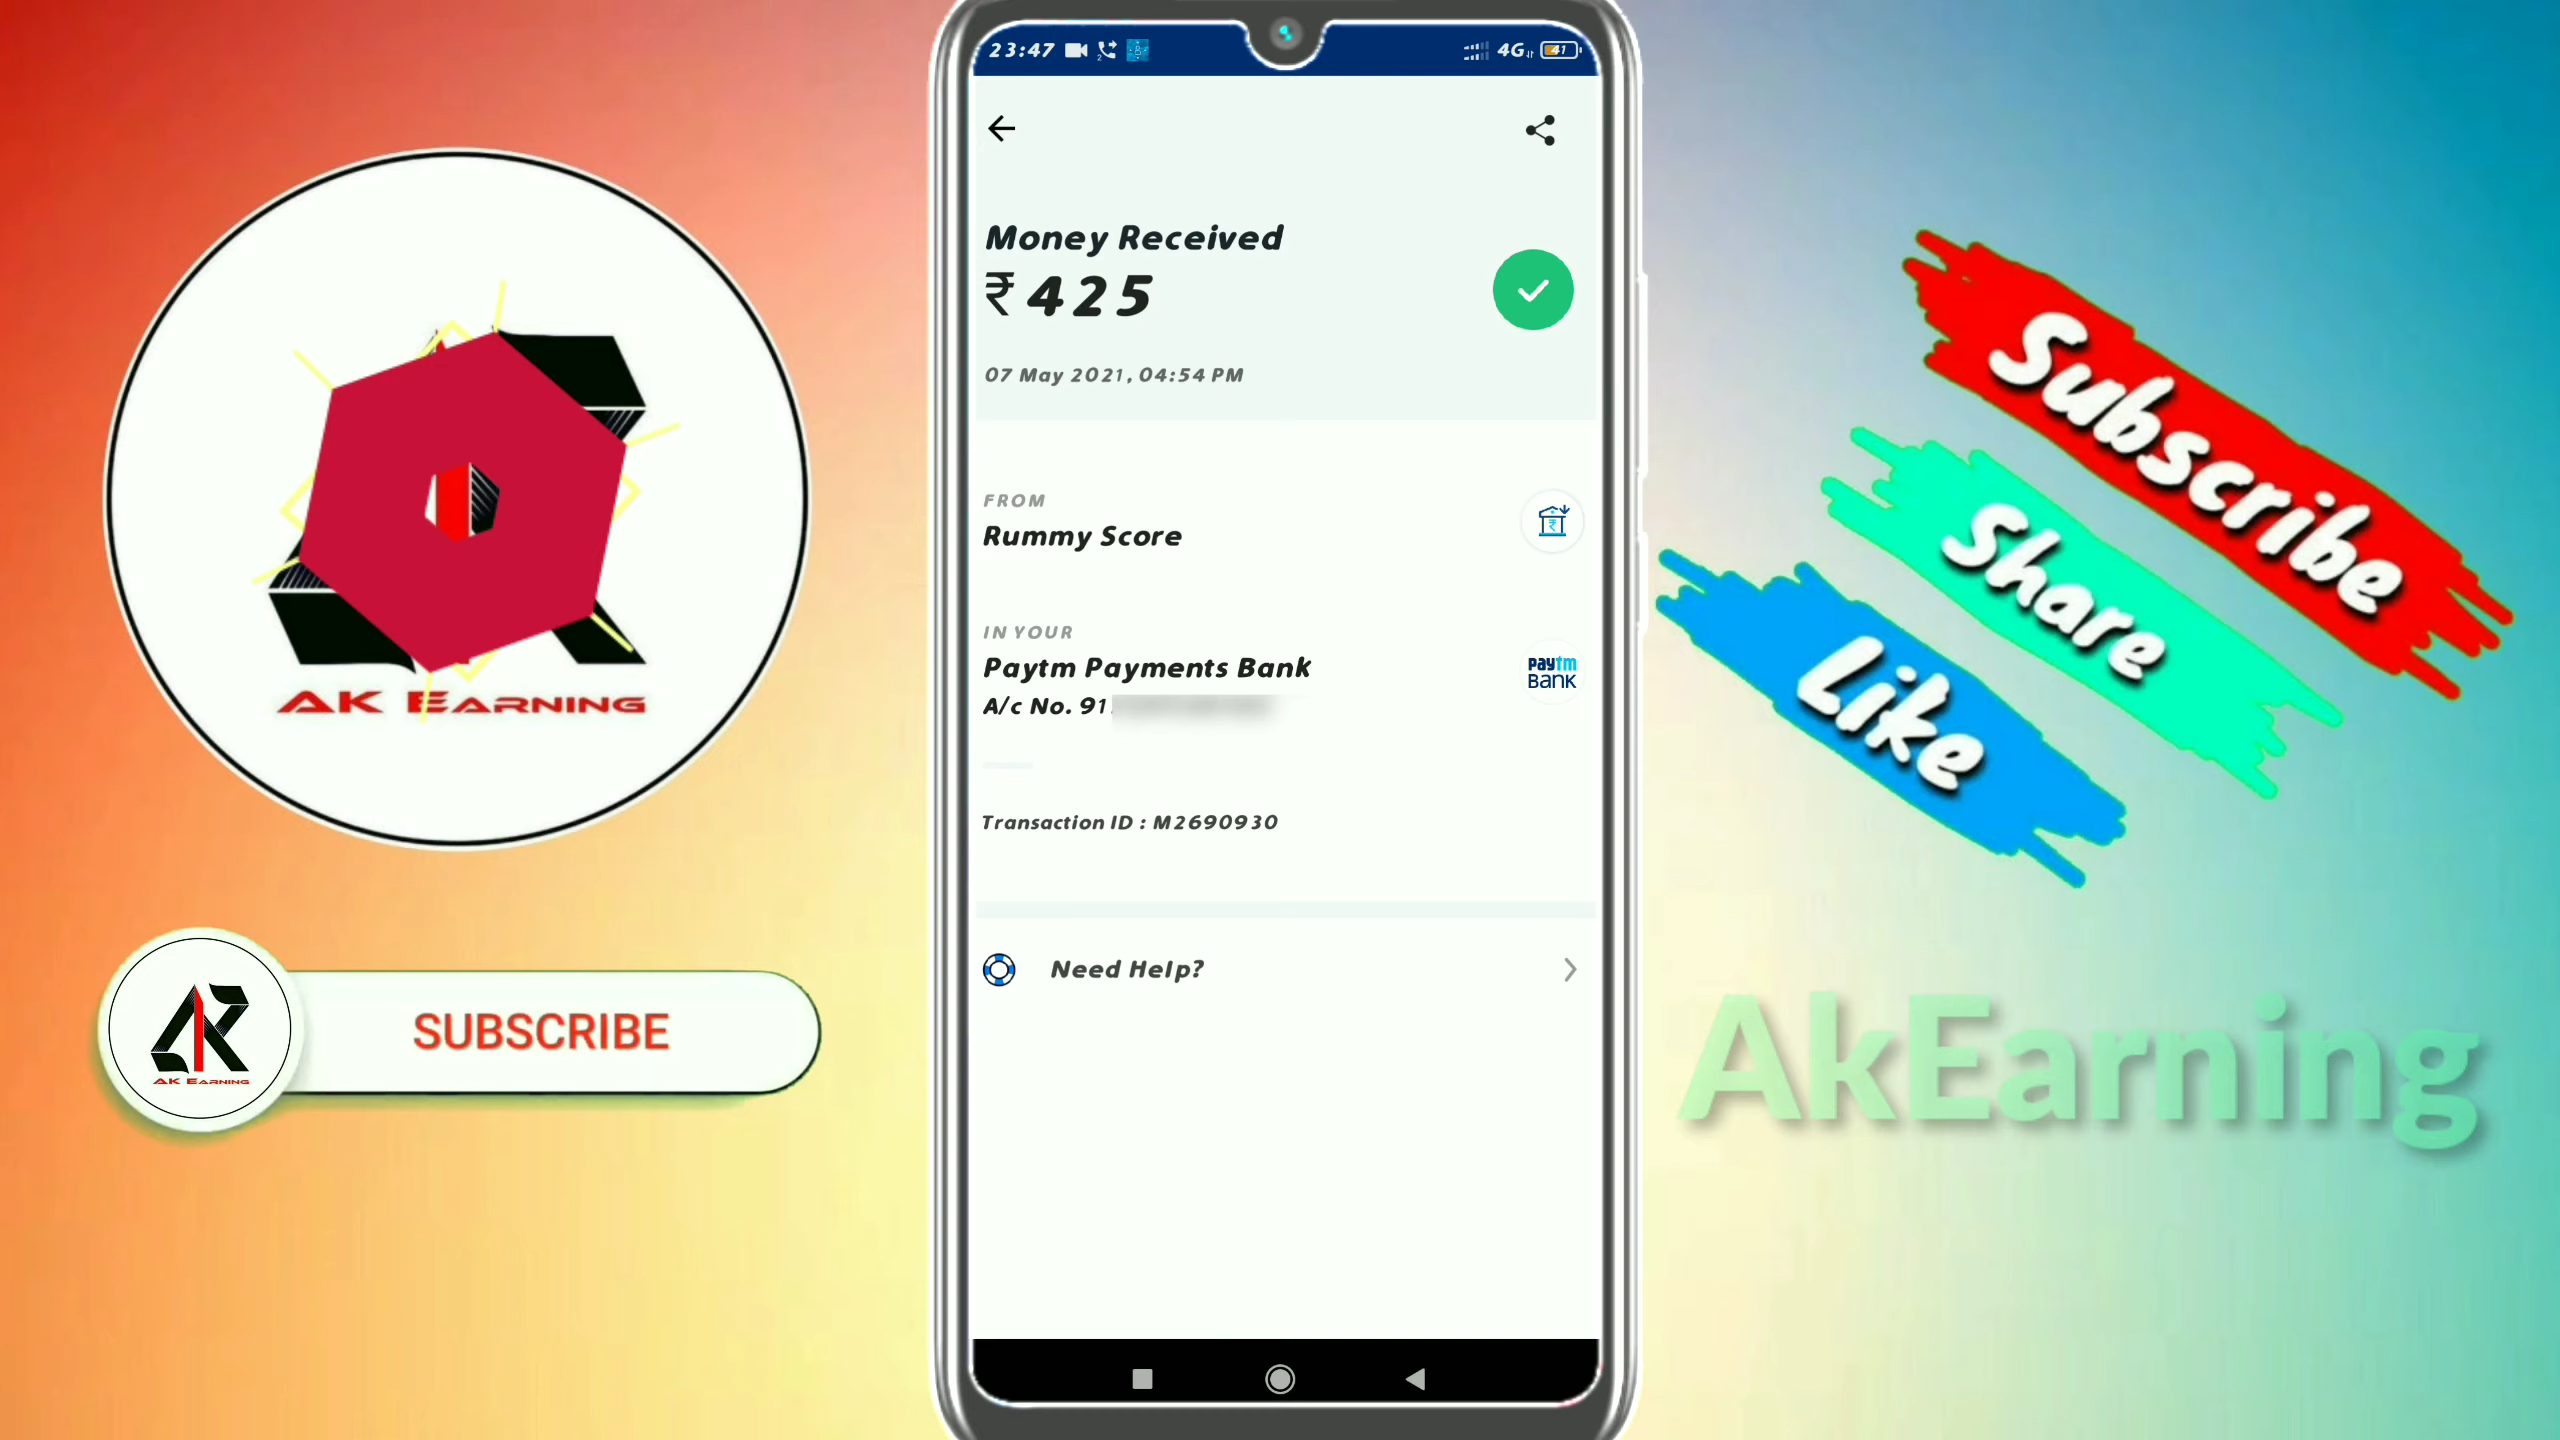 23:47
4G 41
Money Received
₹425
07 May 2021, 04:54 PM
FROM
Rummy Score
IN YOUR
Paytm Payments Bank
A/c No. 91
paytm
BANK
Transaction ID : M2690930
Need Help?
AK Earning
AK Earning
SUBSCRIBE
Subscribe
Share
Like
AkEarning